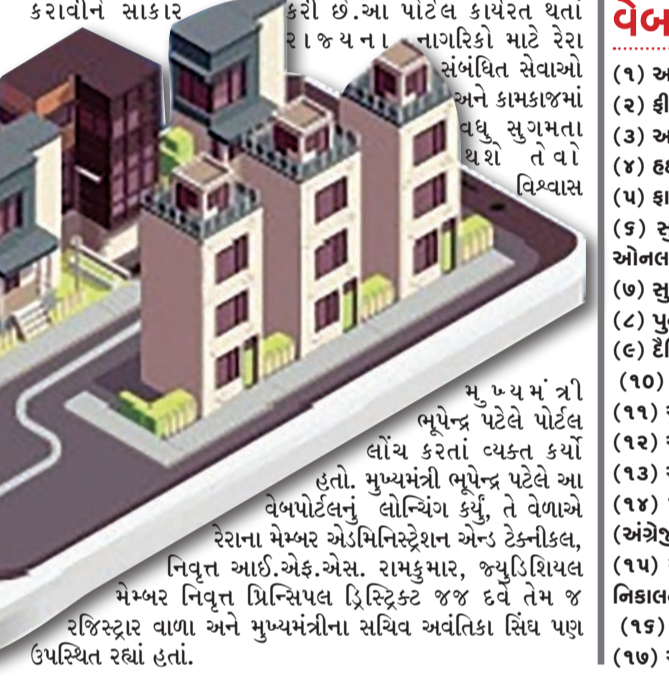 કરાવીને સાકાર કરી છે.આ પોર્ટલ કાર્યરત થતાં
રાજયના નાગરિકો માટે રેરા
સંબંધિત સેવાઓ
અને કામકાજમાં
વધુ સુગમતા
થશે તેવો
વિશ્વાસ
મુખ્યમંત્રી
ભૂપેન્દ્ર પટેલે પોર્ટલ
લોંચ કરતાં વ્યક્ત કર્યો
હતો. મુખ્યમંત્રી ભૂપેન્દ્ર પટેલે આ
વેબપોર્ટલનું લોન્ચિંગ કર્યું, તે વેળાએ
રેરાના મેમ્બર એડમિનિસ્ટ્રેશન એન્ડ ટેક્નીકલ,
નિવૃત્ત આઈ.એફ.એસ. રામકુમાર, જ્યુડિશિયલ
મેમ્બર નિવૃત્ત પ્રિન્સિપલ ડ્રિસ્ટ્રિક્ટ જજ દવે તેમ જ
રજિસ્ટ્રાર વાળા અને મુખ્યમંત્રીના સચિવ અવંતિકા સિંઘ પણ
ઉપસ્થિત રહ્યાં હતાં.
વેબ
(૧)
(૨)
(૩)
(૪)
(૫)
(૬)
(૭)
(૮)
(૯)
(૧૦)
(૧૧)
(૧૨)
(૧૩)
(૧૪)
(૧૫)
(૧૬)
(૧૭)